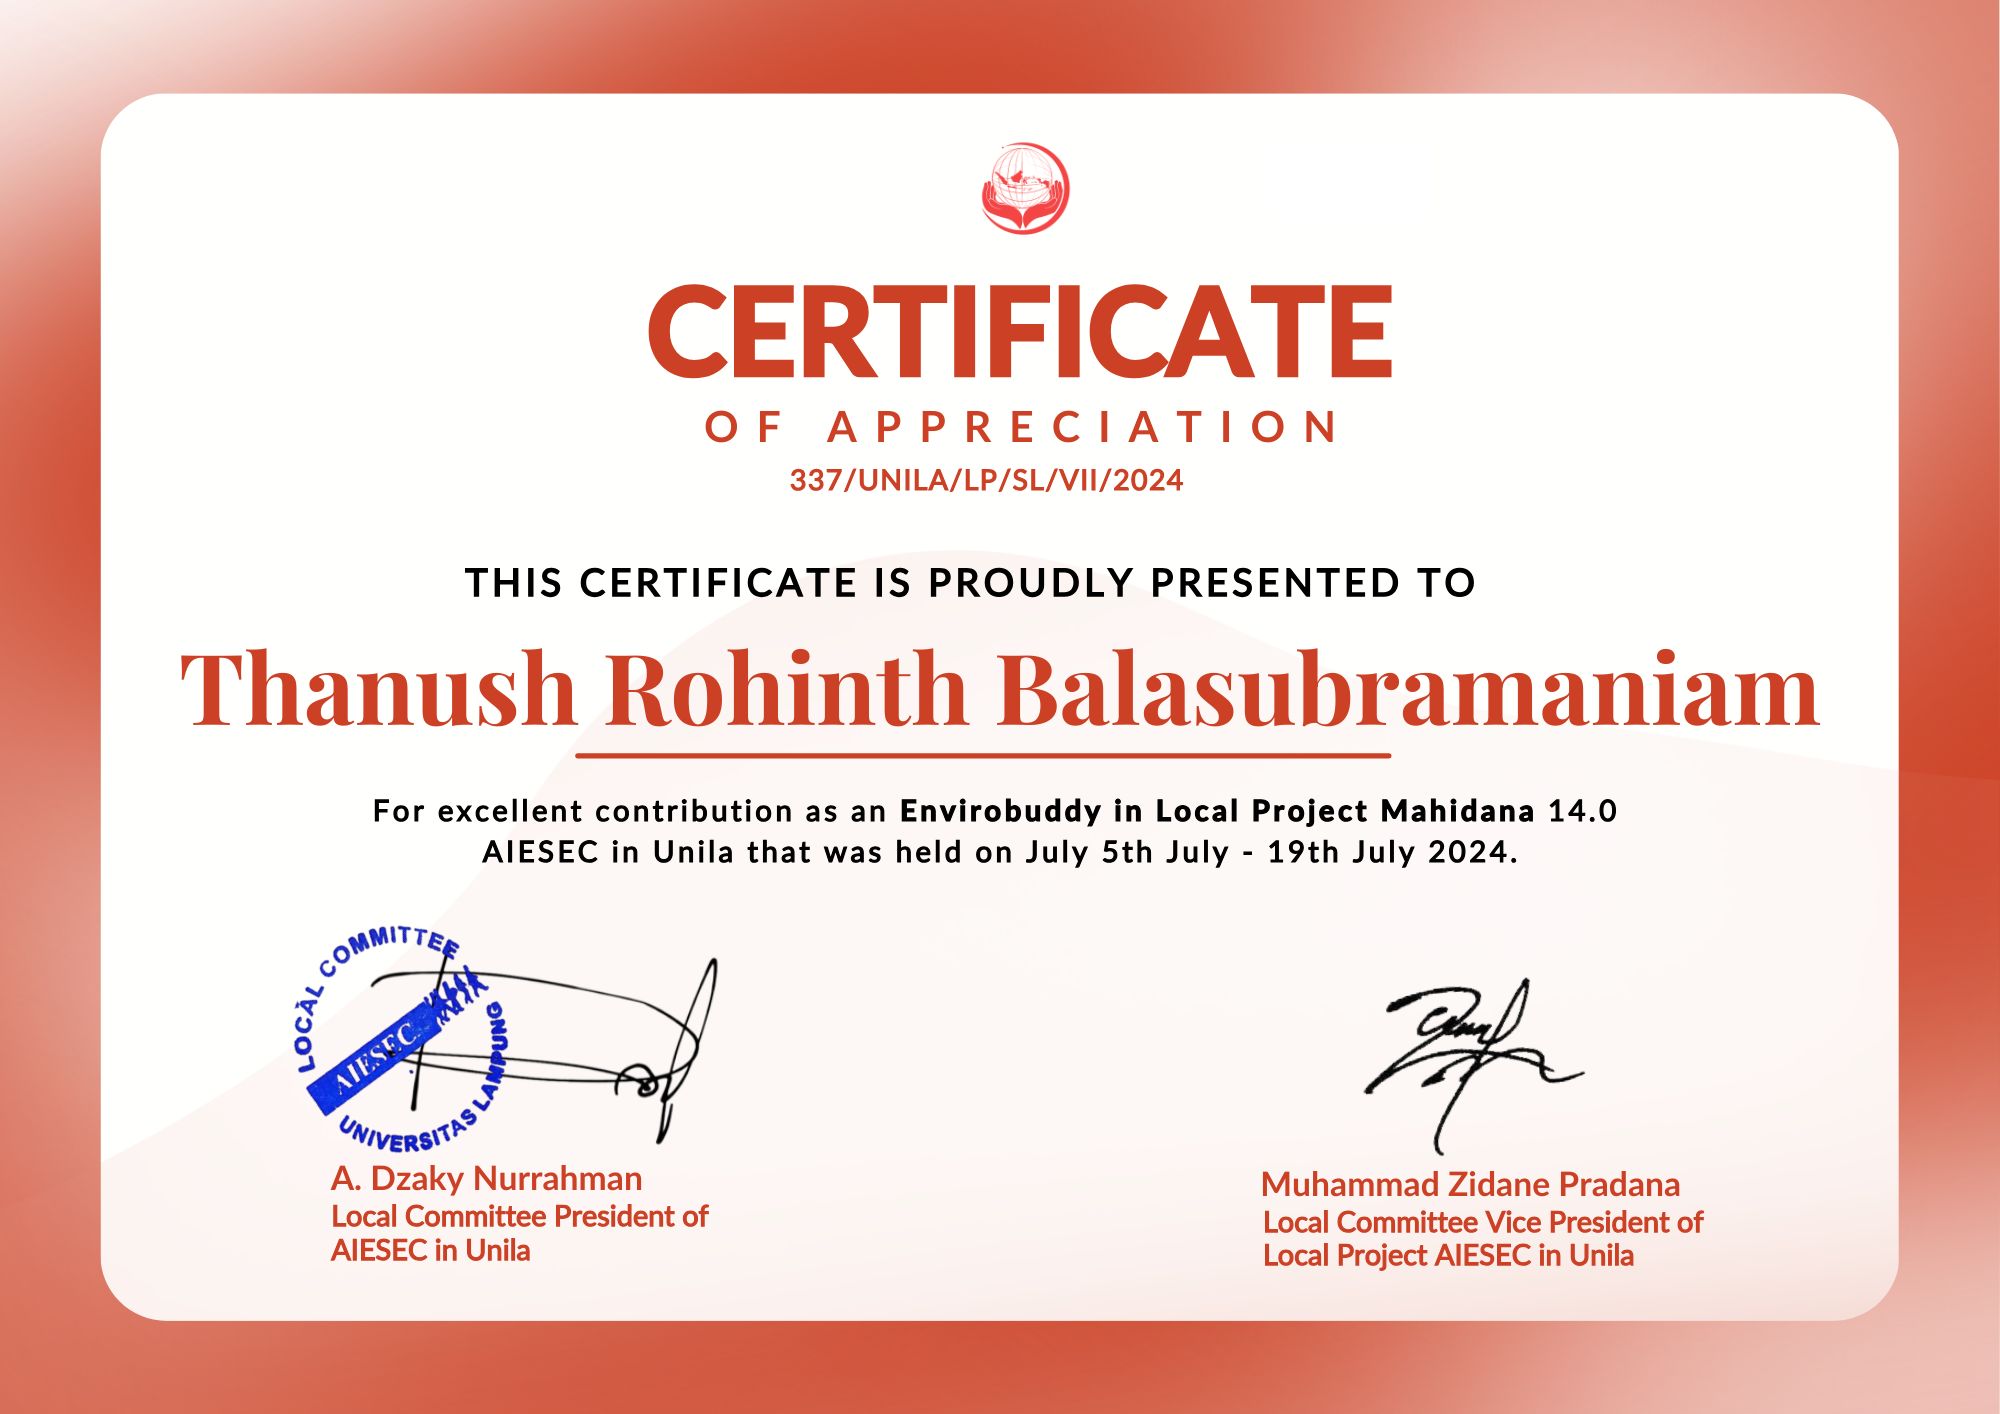 CERTIFICATE
OF APPRECIATION
337/UNILA/LP/SL/VII/2024
THIS CERTIFICATE IS PROUDLY PRESENTED TO
Thanush Rohinth Balasubramaniam
For excellent contribution as an Envirobuddy in Local Project Mahidana 14.0
AIESEC in Unila that was held on July 5th July - 19th July 2024.
LOCAL COMMITTEE
AIESEC
UNIVERSITAS LAMPUNG
A. Dzaky Nurrahman
Local Committee President of
AIESEC in Unila
Muhammad Zidane Pradana
Local Committee Vice President of
Local Project AIESEC in Unila